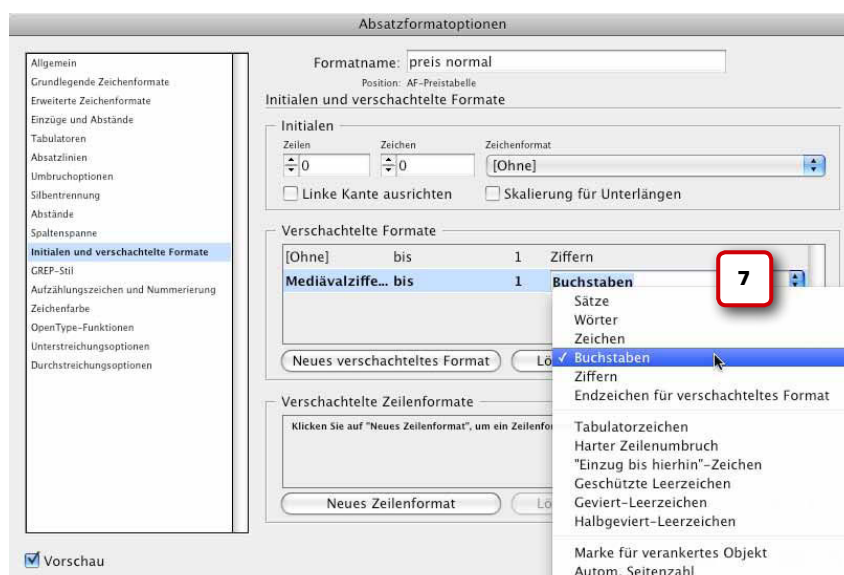 Absatzformatoptionen
Allgemein
Grundlegende Zeichenformate
Erweiterte Zeichenformate
Einzüge und Abstände
Tabulatoren
Absatzlinien
Umbruchoptionen
Silbentrennung
Abstände
Spaltenspanne
Initialen und verschachtelte Formate
GREP-Stil
Aufzählungszeichen und Nummerierung
Zeichenfarbe
OpenType-Funktionen
Unterstreichungsoptionen
Durchstreichungsoptionen
Vorschau
Formatname: preis normal
Position: AF-Preistabelle
Initialen und verschachtelte Formate
Initialen
Zeilen Zeichen Zeichenformat
0 0 [Ohne]
Linke Kante ausrichten Skalierung für Unterlängen
Verschachtelte Formate
[Ohne] bis 1 Ziffern
Mediävalziffe... bis 1 Buchstaben
7
Neues verschachteltes Format Lö
Verschachtelte Zeilenformate
Klicken Sie auf "Neues Zeilenformat", um ein Zeilenfo
Neues Zeilenformat Lö
Sätze
Wörter
Zeichen
✓ Buchstaben
Ziffern
Endzeichen für verschachteltes Format
Tabulatorzeichen
Harter Zeilenumbruch
"Einzug bis hierhin"-Zeichen
Geschützte Leerzeichen
Geviert-Leerzeichen
Halbgeviert-Leerzeichen
Marke für verankertes Objekt
Autom. Seitenzahl